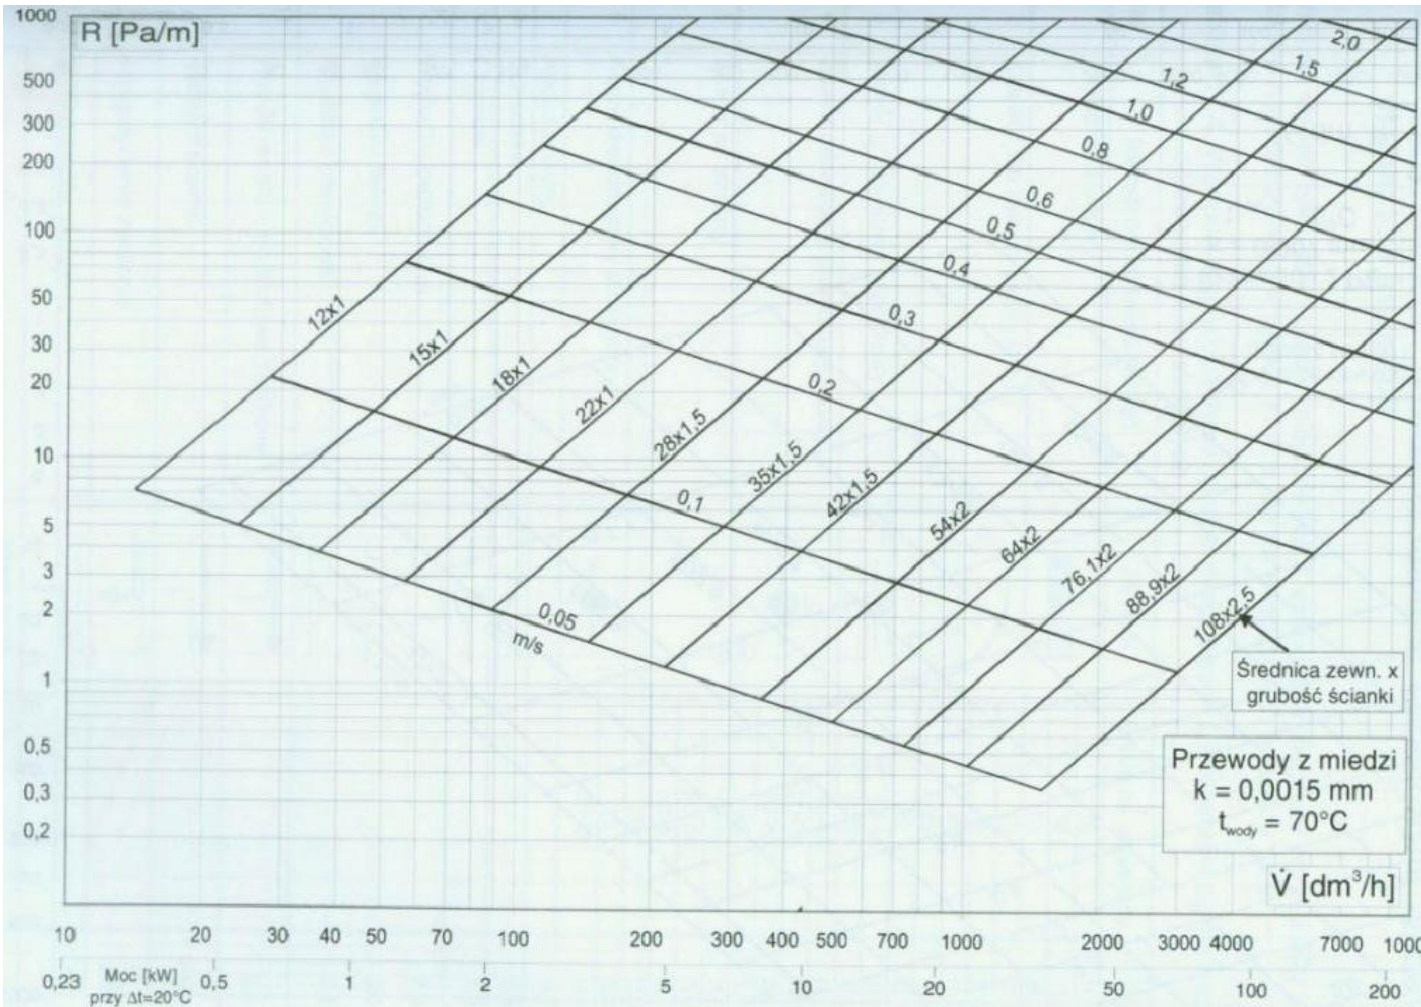 1000
R [Pa/m]
500
300
200
100
50
30
20
10
5
3
2
1
0,5
0,3
0,2
2,0
1,5
1,2
1,0
0,8
0,6
0,5
0,4
0,3
0,2
0,1
0,05
m/s
12x1
15x1
18x1
22x1
28x1,5
35x1,5
42x1,5
54x2
64x2
76,1x2
88,9x2
108x2,5
Średnica zewn. x
grubość ścianki
Przewody z miedzi
k = 0,0015 mm
t wody = 70°C
V̇ [dm³/h]
10 20 30 40 50 70 100 200 300 400 500 700 1000 2000 3000 4000 7000 1000
0,23 Moc [kW] 0,5 1 2 5 10 20 50 100 200
przy Δt=20°C